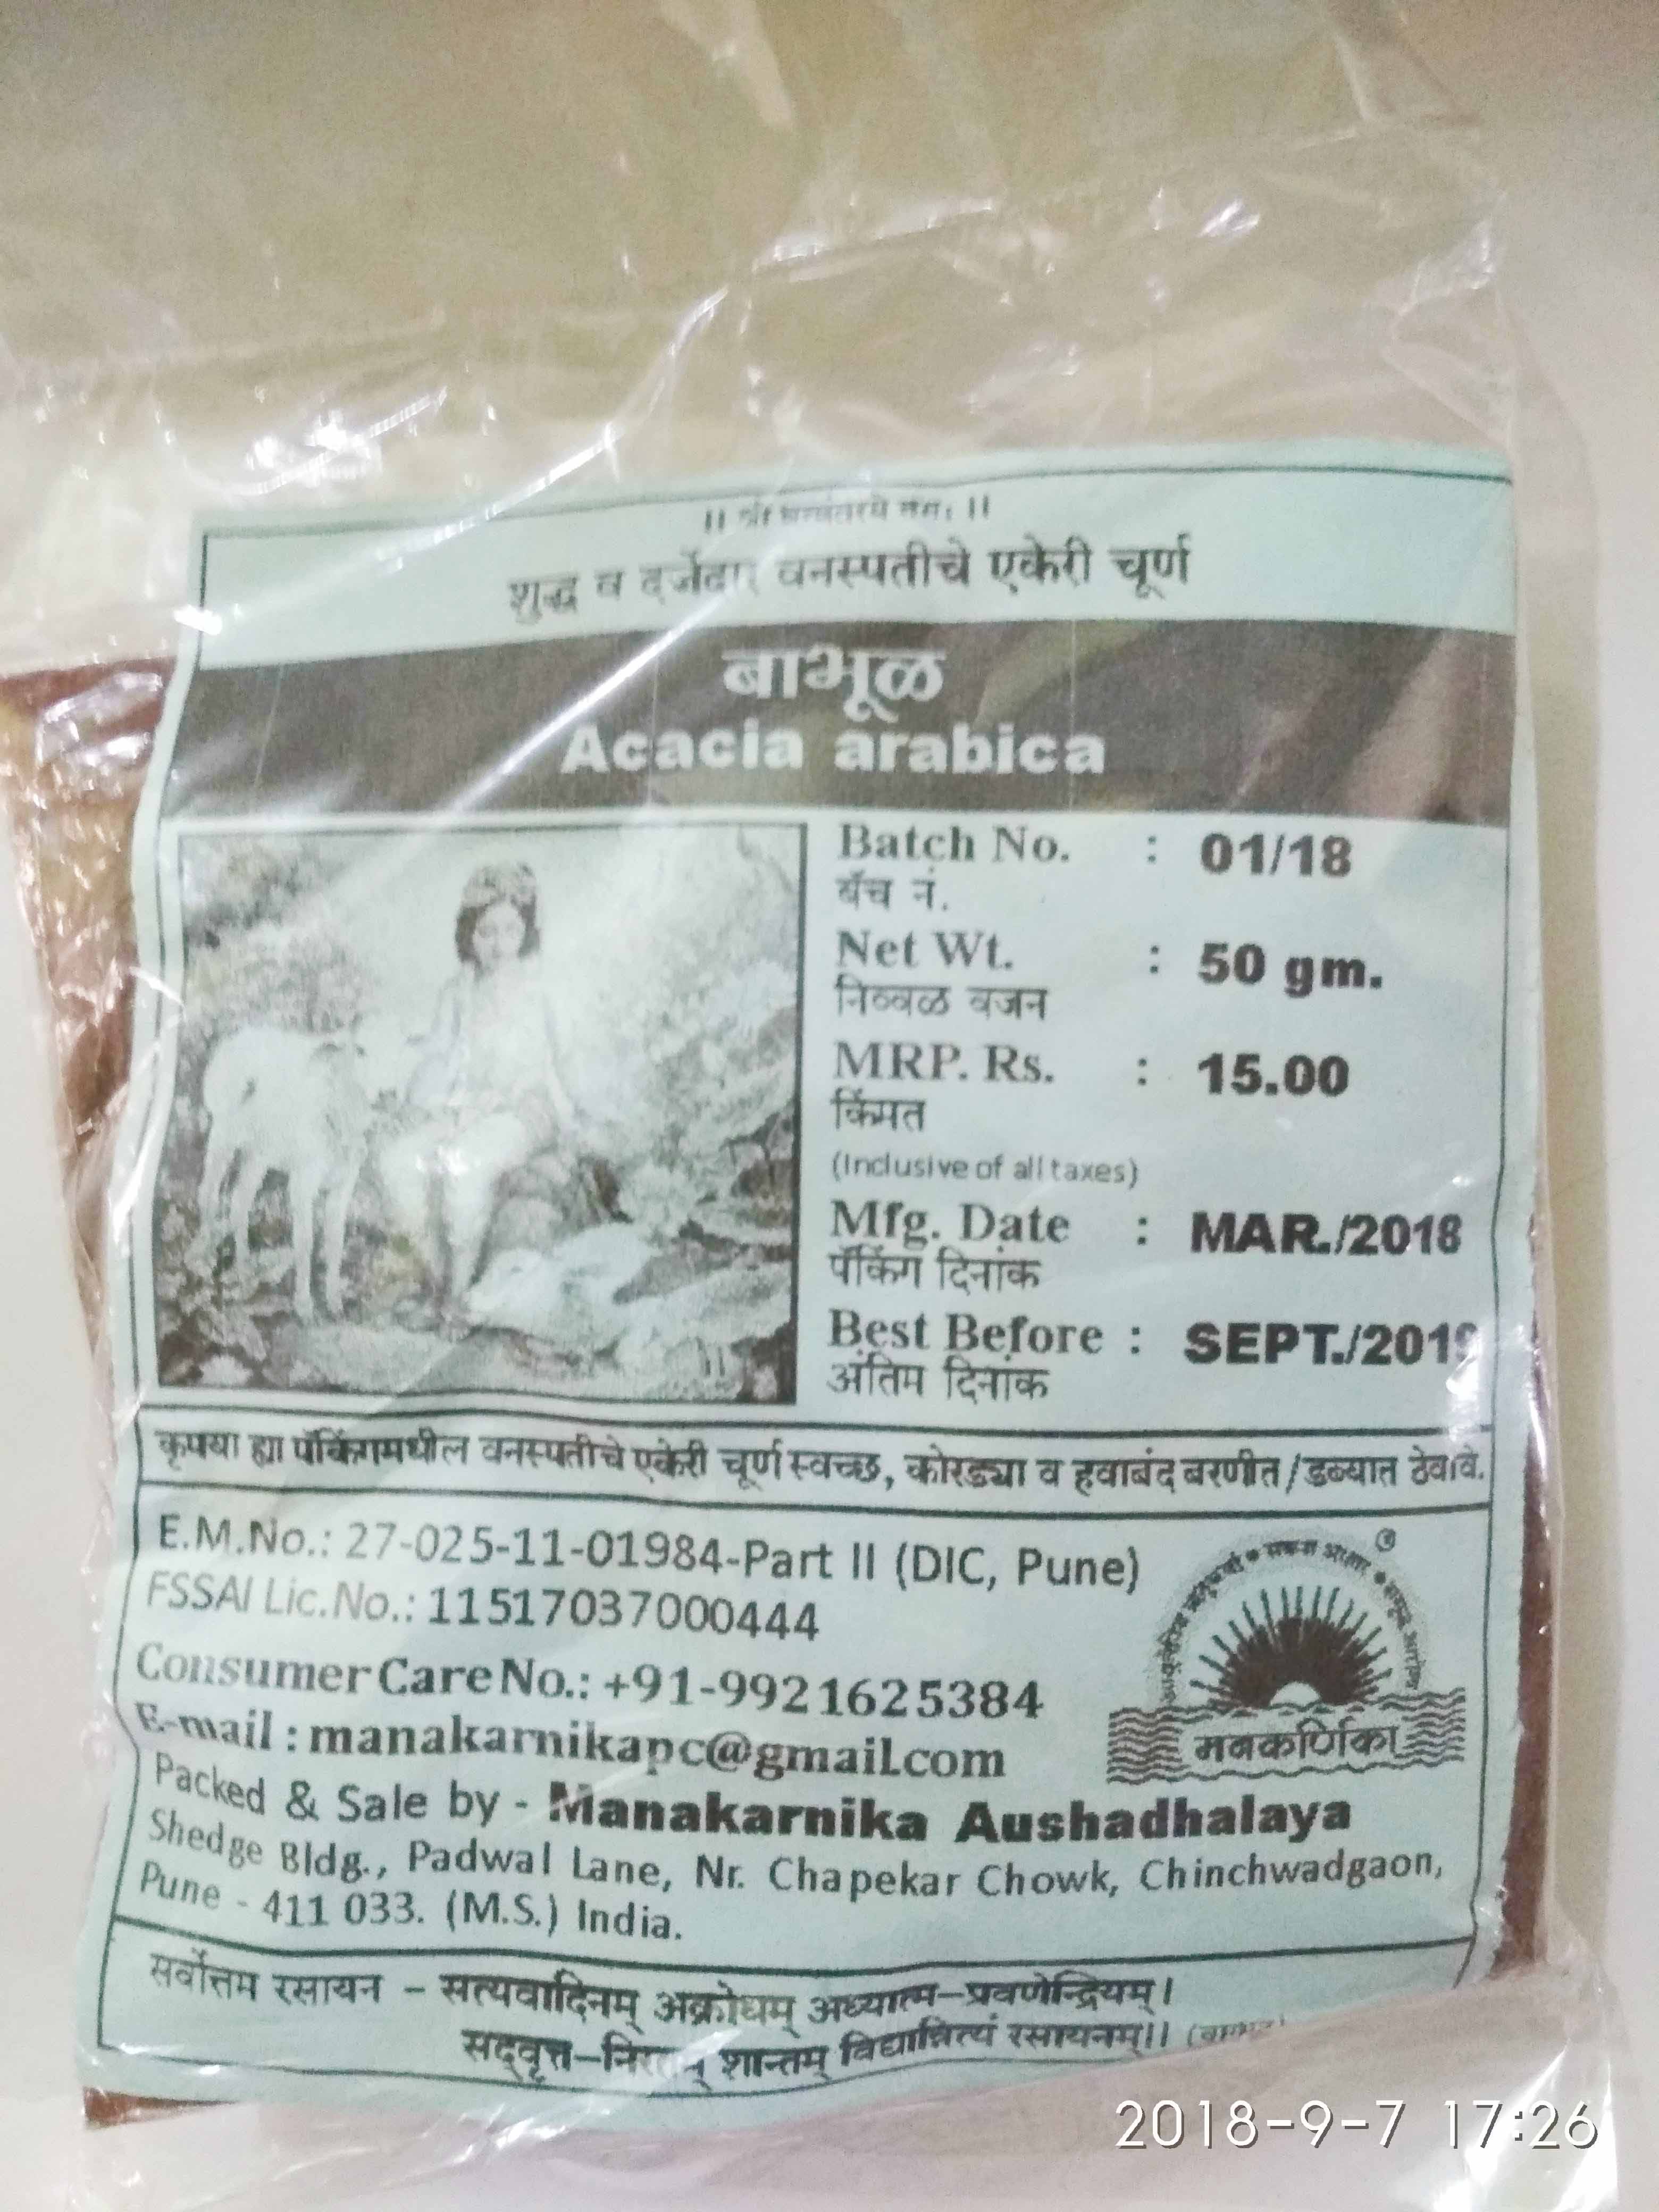 ।। श्री धन्वंतरये नमः ।।
शुद्ध व दर्जेदार वनस्पतीचे एकेरी चूर्ण
बाभूळ
Acacia arabica
Batch No. : 01/18
बॅच नं.
Net Wt. : 50 gm.
निव्वळ वजन
MRP. Rs. : 15.00
किंमत
(Inclusive of all taxes)
Mfg. Date : MAR./2018
पॅकिंग दिनांक
Best Before : SEPT./2019
अंतिम दिनांक
कृपया ह्या पॅकिंगमधील वनस्पतीचे एकेरी चूर्ण स्वच्छ, कोरड्या व हवाबंद बरणीत/डब्यात ठेवावे.
E.M.No.: 27-025-11-01984-Part II (DIC, Pune)
FSSAI Lic.No.: 11517037000444
Consumer Care No.: +91-9921625384
E-mail : manakarnikapc@gmail.com
मनकर्णिका
Packed & Sale by - Manakarnika Aushadhalaya
Shedge Bldg., Padwal Lane, Nr. Chapekar Chowk, Chinchwadgaon,
Pune - 411 033. (M.S.) India.
सर्वोत्तम रसायन - सत्यवादिनम् अक्रोधम् अध्यात्म-प्रवणेन्द्रियम्।
सद्‌वृत्त-निरतम् शान्तम् विद्यान्नित्यं रसायनम्।।
2018-9-7 17:26